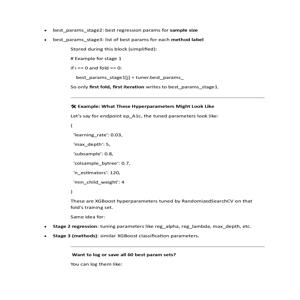 • best_params_stage2: best regression params for sample size
• best_params_stage3: list of best params for each method label
Stored during this block (simplified):
# Example for stage 1
if i == 0 and fold == 0:
best_params_stage1[j] = tuner.best_params_
So only first fold, first iteration writes to best_params_stage1.
🛠 Example: What These Hyperparameters Might Look Like
Let's say for endpoint ep_A1c, the tuned parameters look like:
{
'learning_rate': 0.03,
'max_depth': 5,
'subsample': 0.8,
'colsample_bytree': 0.7,
'n_estimators': 120,
'min_child_weight': 4
}
These are XGBoost hyperparameters tuned by RandomizedSearchCV on that
fold's training set.
Same idea for:
• Stage 2 regression: tuning parameters like reg_alpha, reg_lambda, max_depth, etc.
• Stage 3 (methods): similar XGBoost classification parameters.
Want to log or save all 60 best param sets?
You can log them like: